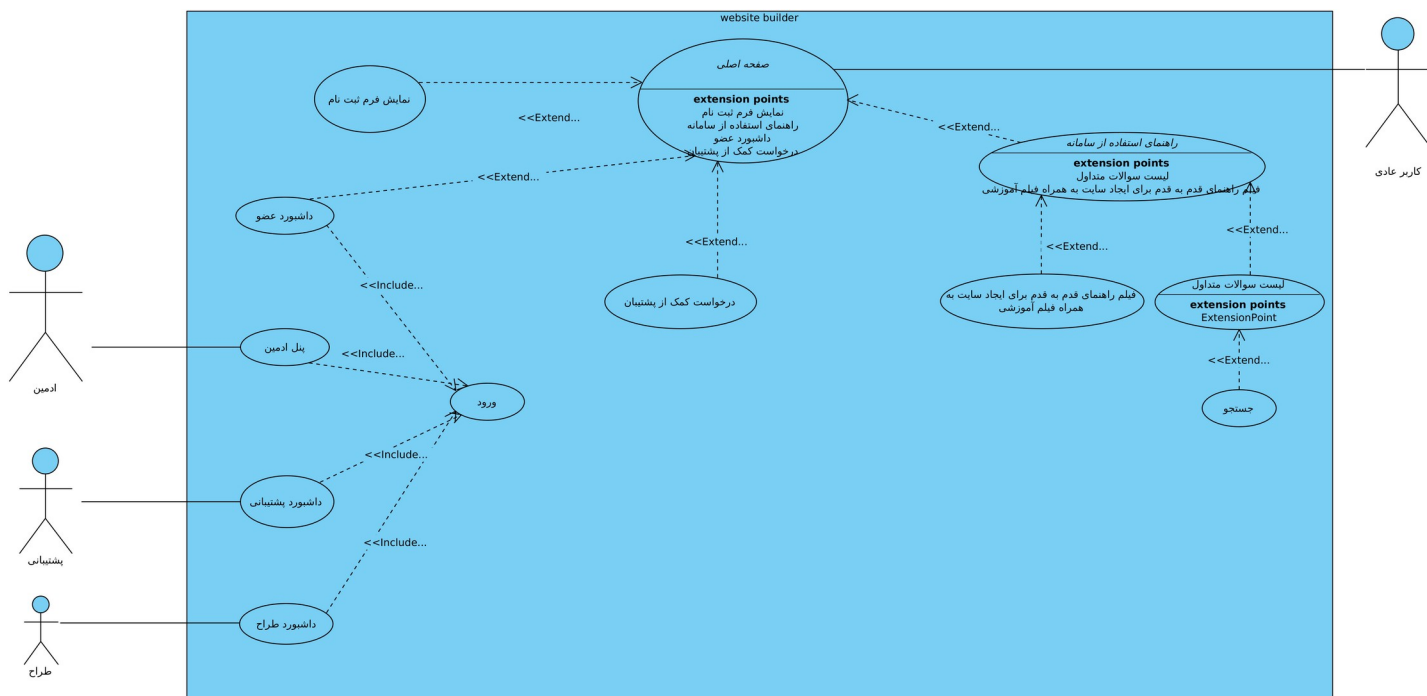 website builder
صفحه اصلی
extension points
نمایش فرم ثبت نام
راهنمای استفاده از سامانه
داشبورد عضو
درخواست کمک از پشتیبان
نمایش فرم ثبت نام
<<Extend...
<<Extend...
راهنمای استفاده از سامانه
extension points
لیست سوالات متداول
فیلم راهنمای قدم به قدم برای ایجاد سایت به همراه فیلم آموزشی
کاربر عادی
<<Extend...
داشبورد عضو
<<Extend...
<<Extend...
<<Extend...
<<Include...
درخواست کمک از پشتیبان
فیلم راهنمای قدم به قدم برای ایجاد سایت به
همراه فیلم آموزشی
لیست سوالات متداول
extension points
ExtensionPoint
پنل ادمین
<<Include...
<<Extend...
ادمین
ورود
جستجو
<<Include...
داشبورد پشتیبانی
<<Include...
پشتیبانی
داشبورد طراح
طراح